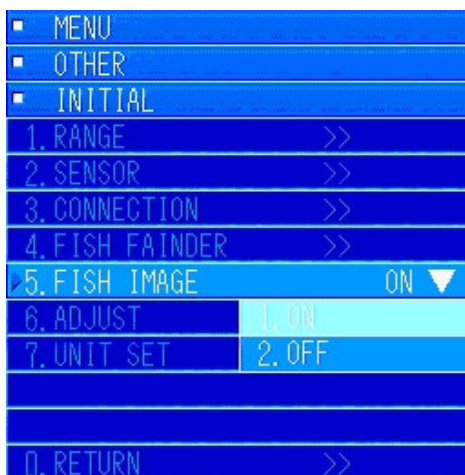 MENU
OTHER
INITIAL
1.RANGE >>
2.SENSOR >>
3.CONNECTION >>
4.FISH FAINDER >>
5.FISH IMAGE ON
6.ADJUST 1.ON
7.UNIT SET 2.OFF
0.RETURN >>